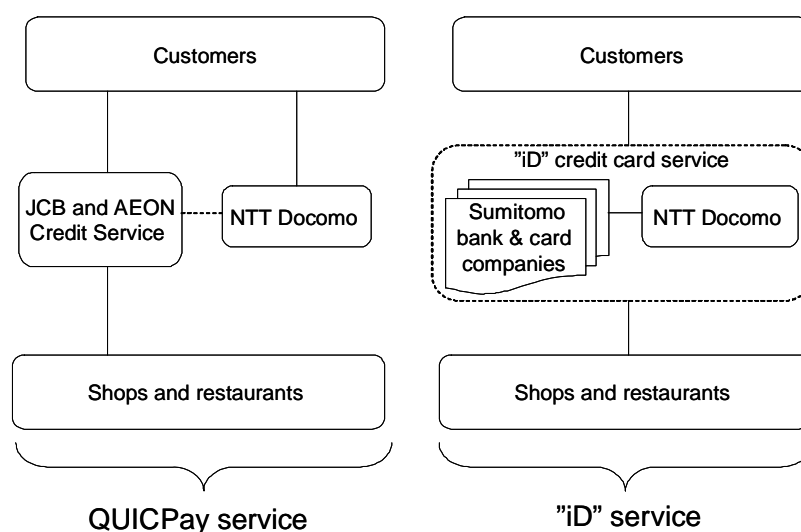 Customers
JCB and AEON
Credit Service
NTT Docomo
Shops and restaurants
QUICPay service
Customers
”iD” credit card service
Sumitomo
bank & card
companies
NTT Docomo
Shops and restaurants
”iD” service